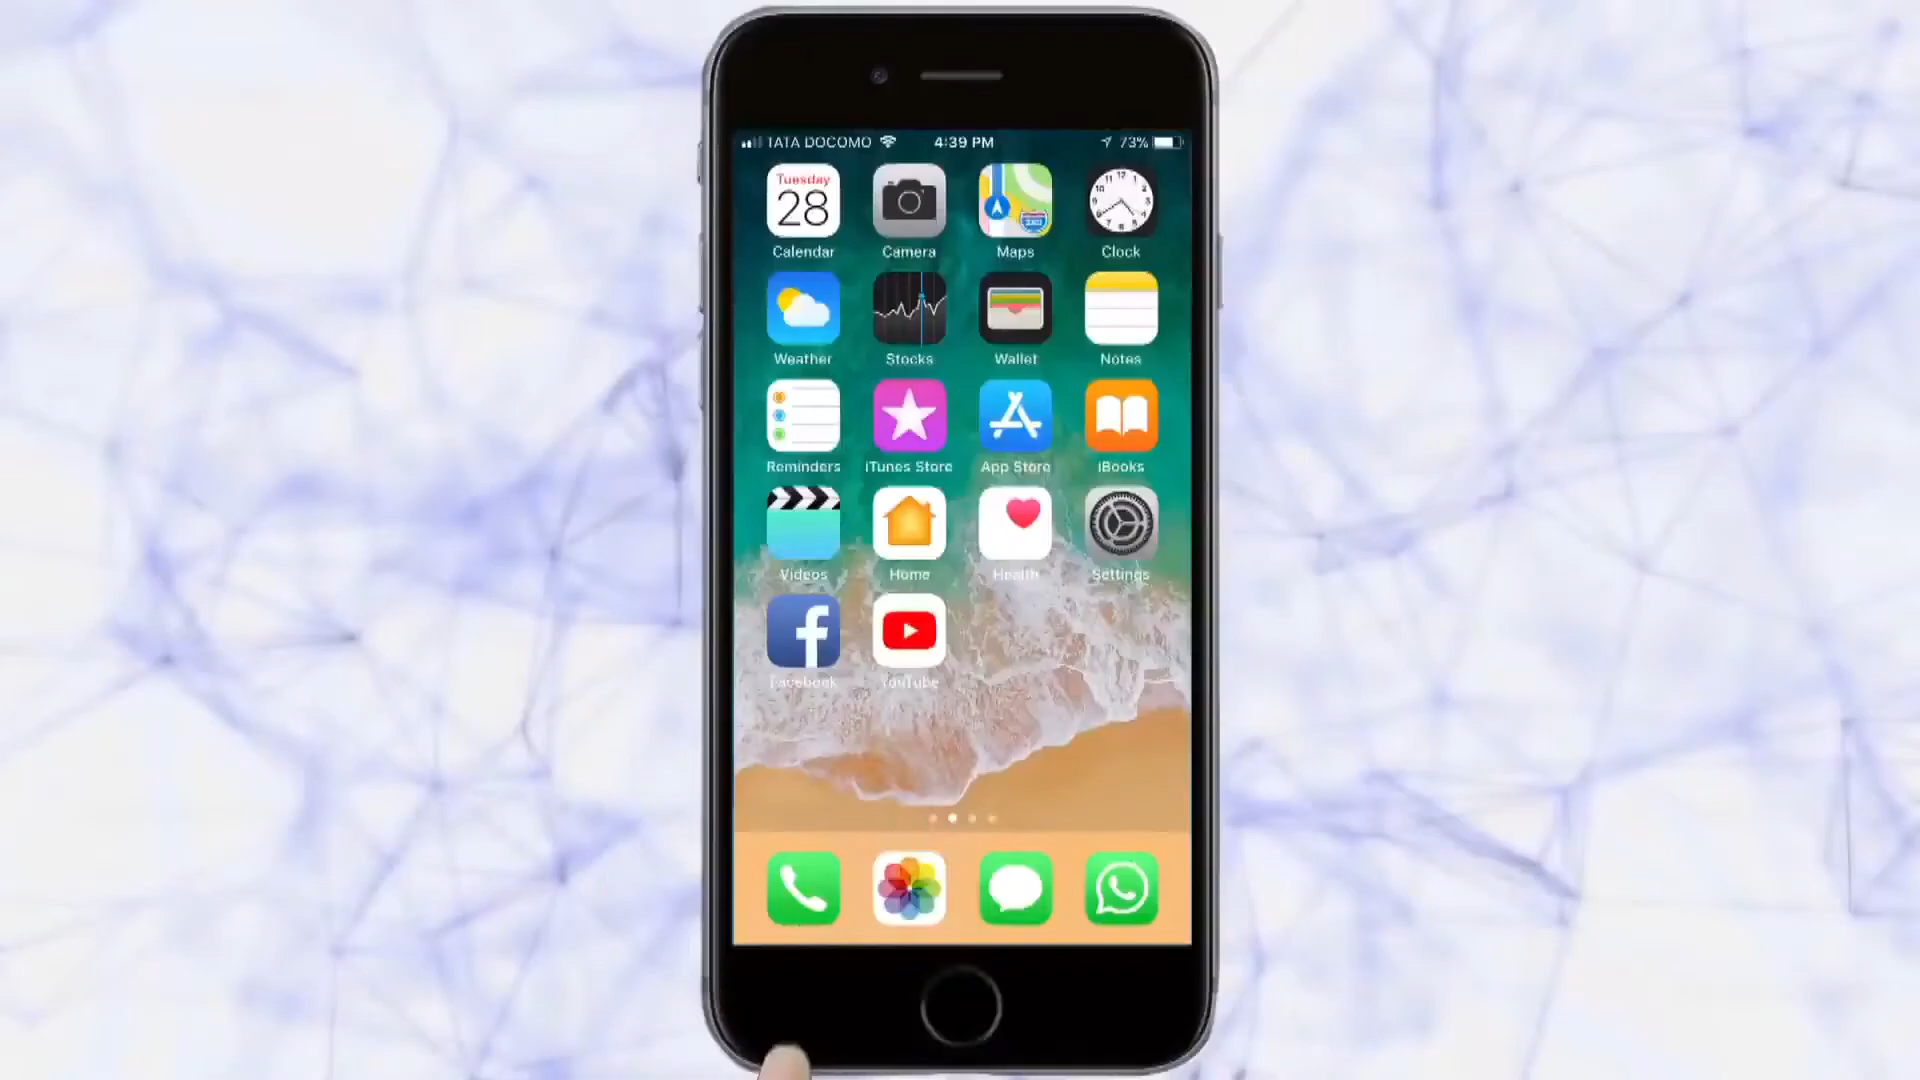 TATA DOCOMO 4:39 PM 73%
Tuesday
28
Calendar Camera Maps Clock
Weather Stocks Wallet Notes
Reminders iTunes Store App Store iBooks
Videos Home Health Settings
Facebook YouTube